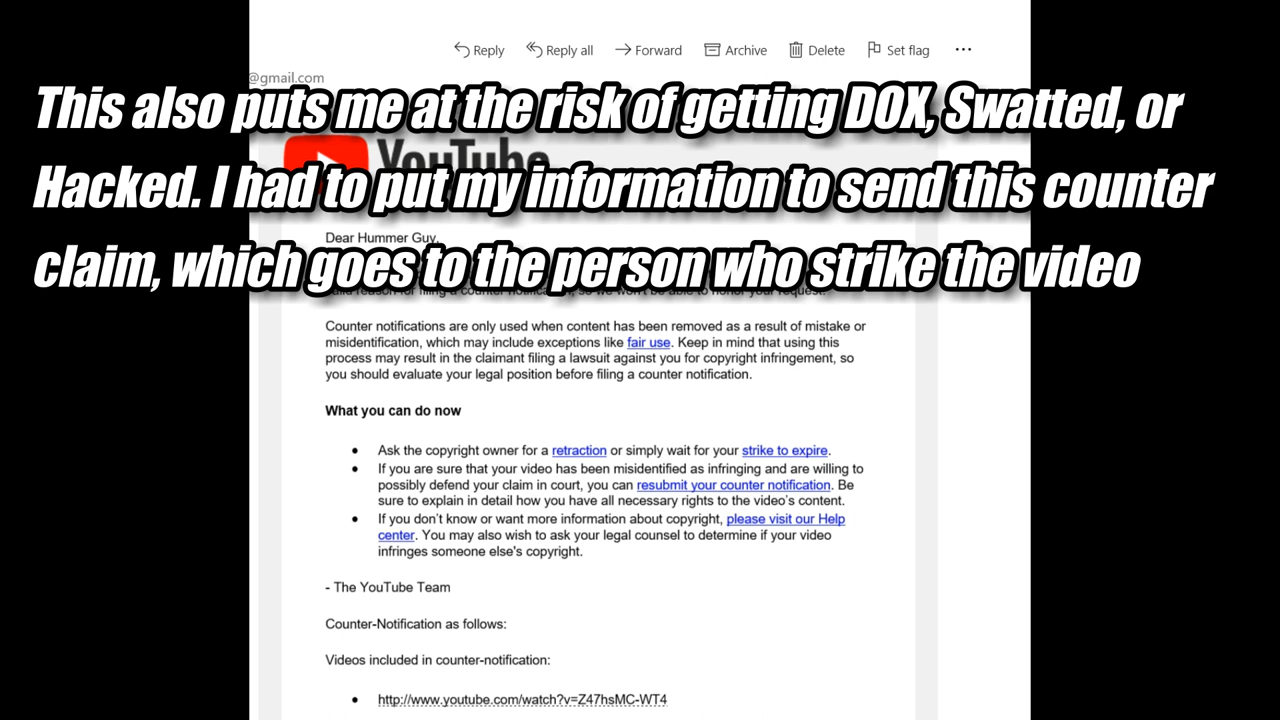 Reply Reply all Forward Archive Delete Set flag ...
@gmail.com
This also puts me at the risk of getting DOX, Swatted, or
YouTube
Hacked. I had to put my information to send this counter
Dear Hummer Guy,
claim, which goes to the person who strike the video
Counter notifications are only used when content has been removed as a result of mistake or
misidentification, which may include exceptions like fair use. Keep in mind that using this
process may result in the claimant filing a lawsuit against you for copyright infringement, so
you should evaluate your legal position before filing a counter notification.
What you can do now
• Ask the copyright owner for a retraction or simply wait for your strike to expire.
• If you are sure that your video has been misidentified as infringing and are willing to
possibly defend your claim in court, you can resubmit your counter notification. Be
sure to explain in detail how you have all necessary rights to the video's content.
• If you don't know or want more information about copyright, please visit our Help
center. You may also wish to ask your legal counsel to determine if your video
infringes someone else's copyright.
- The YouTube Team
Counter-Notification as follows:
Videos included in counter-notification:
• http://www.youtube.com/watch?v=Z47hsMC-WT4